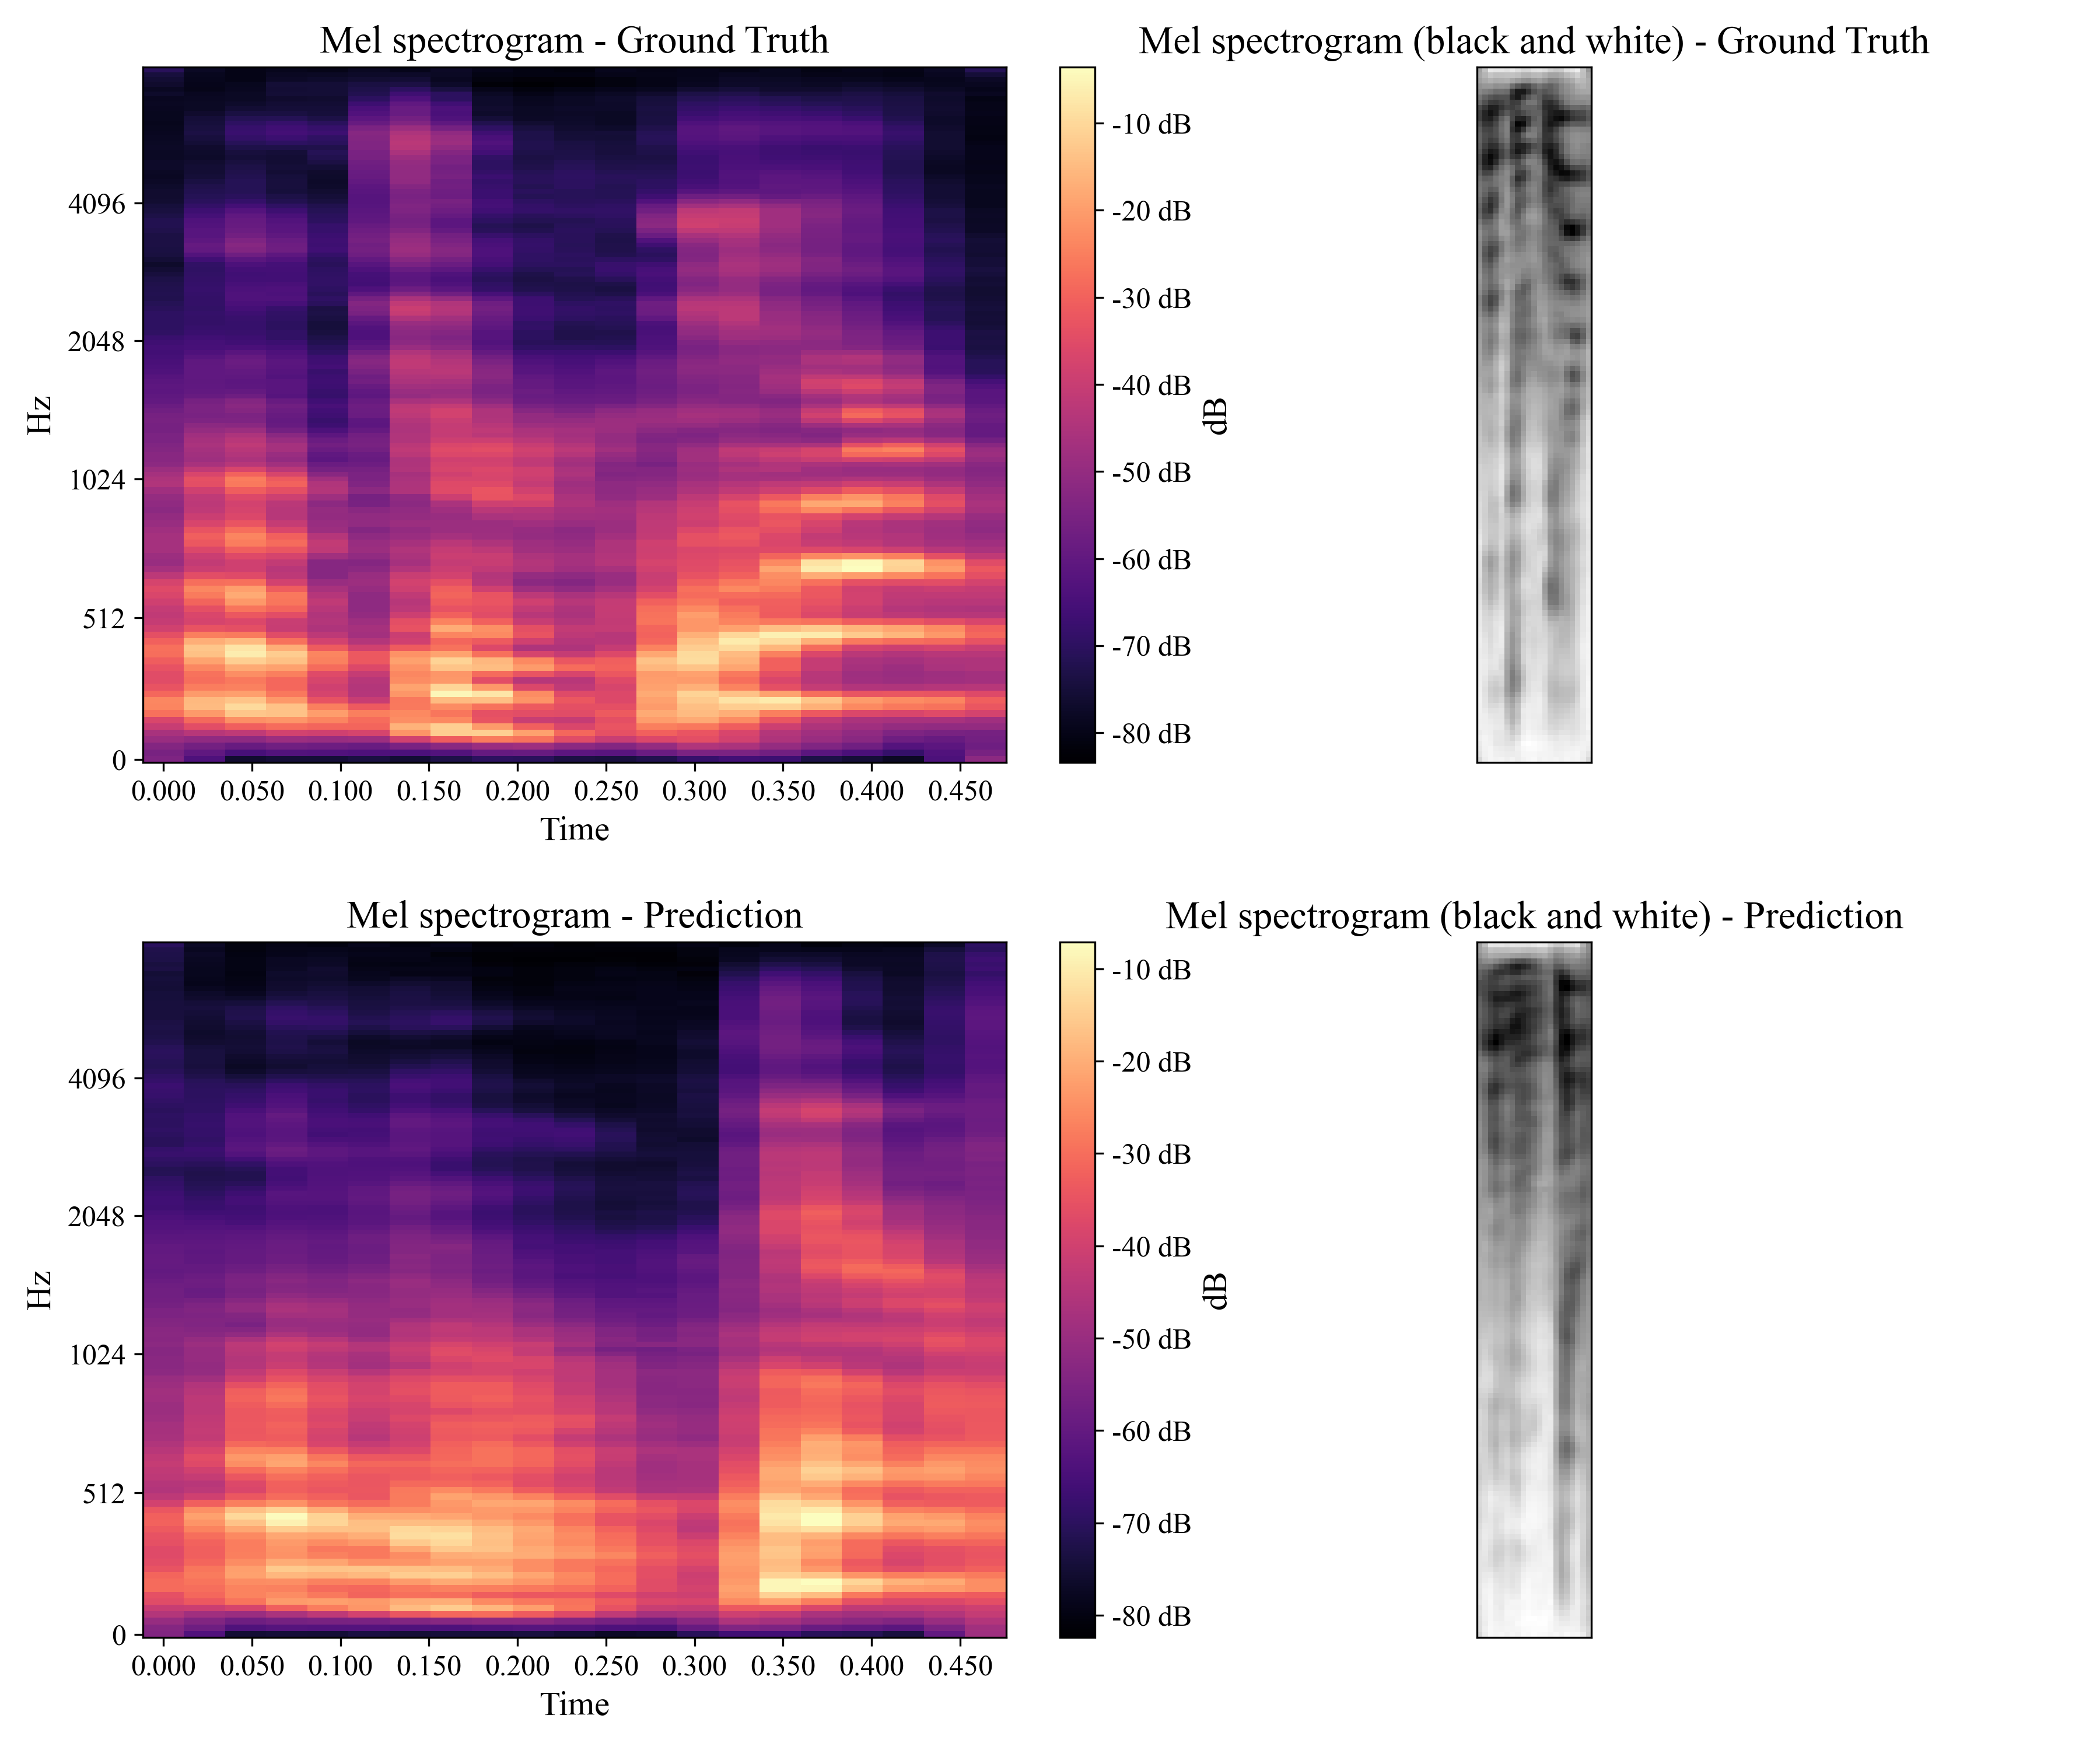 Mel spectrogram - Ground Truth
Hz
4096
2048
1024
512
0
0.000 0.050 0.100 0.150 0.200 0.250 0.300 0.350 0.400 0.450
Time
-10 dB
-20 dB
-30 dB
-40 dB
-50 dB
-60 dB
-70 dB
-80 dB
dB
Mel spectrogram (black and white) - Ground Truth
Mel spectrogram - Prediction
Hz
4096
2048
1024
512
0
0.000 0.050 0.100 0.150 0.200 0.250 0.300 0.350 0.400 0.450
Time
-10 dB
-20 dB
-30 dB
-40 dB
-50 dB
-60 dB
-70 dB
-80 dB
dB
Mel spectrogram (black and white) - Prediction